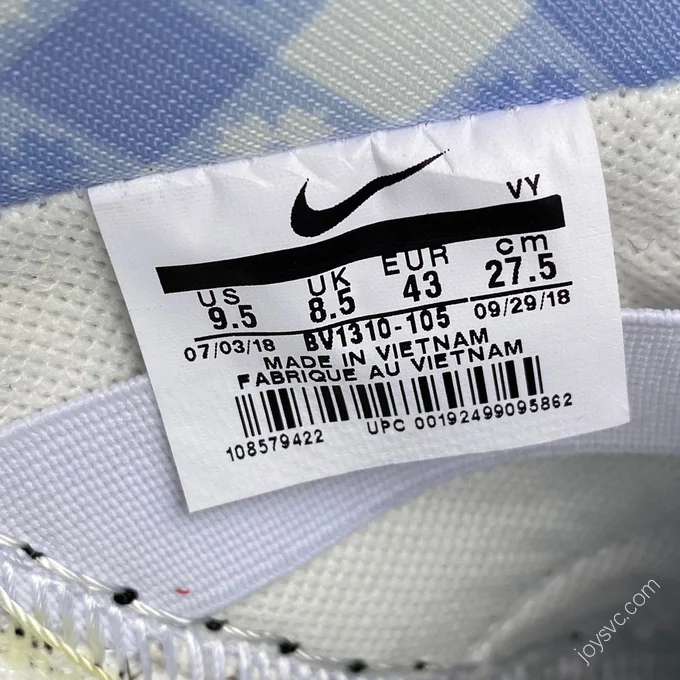 VY
US UK EUR cm
9.5 8.5 43 27.5
07/03/18 BV1310-105 09/29/18
MADE IN VIETNAM
FABRIQUE AU VIETNAM
108579422 UPC 00192499095862
joysvc.com